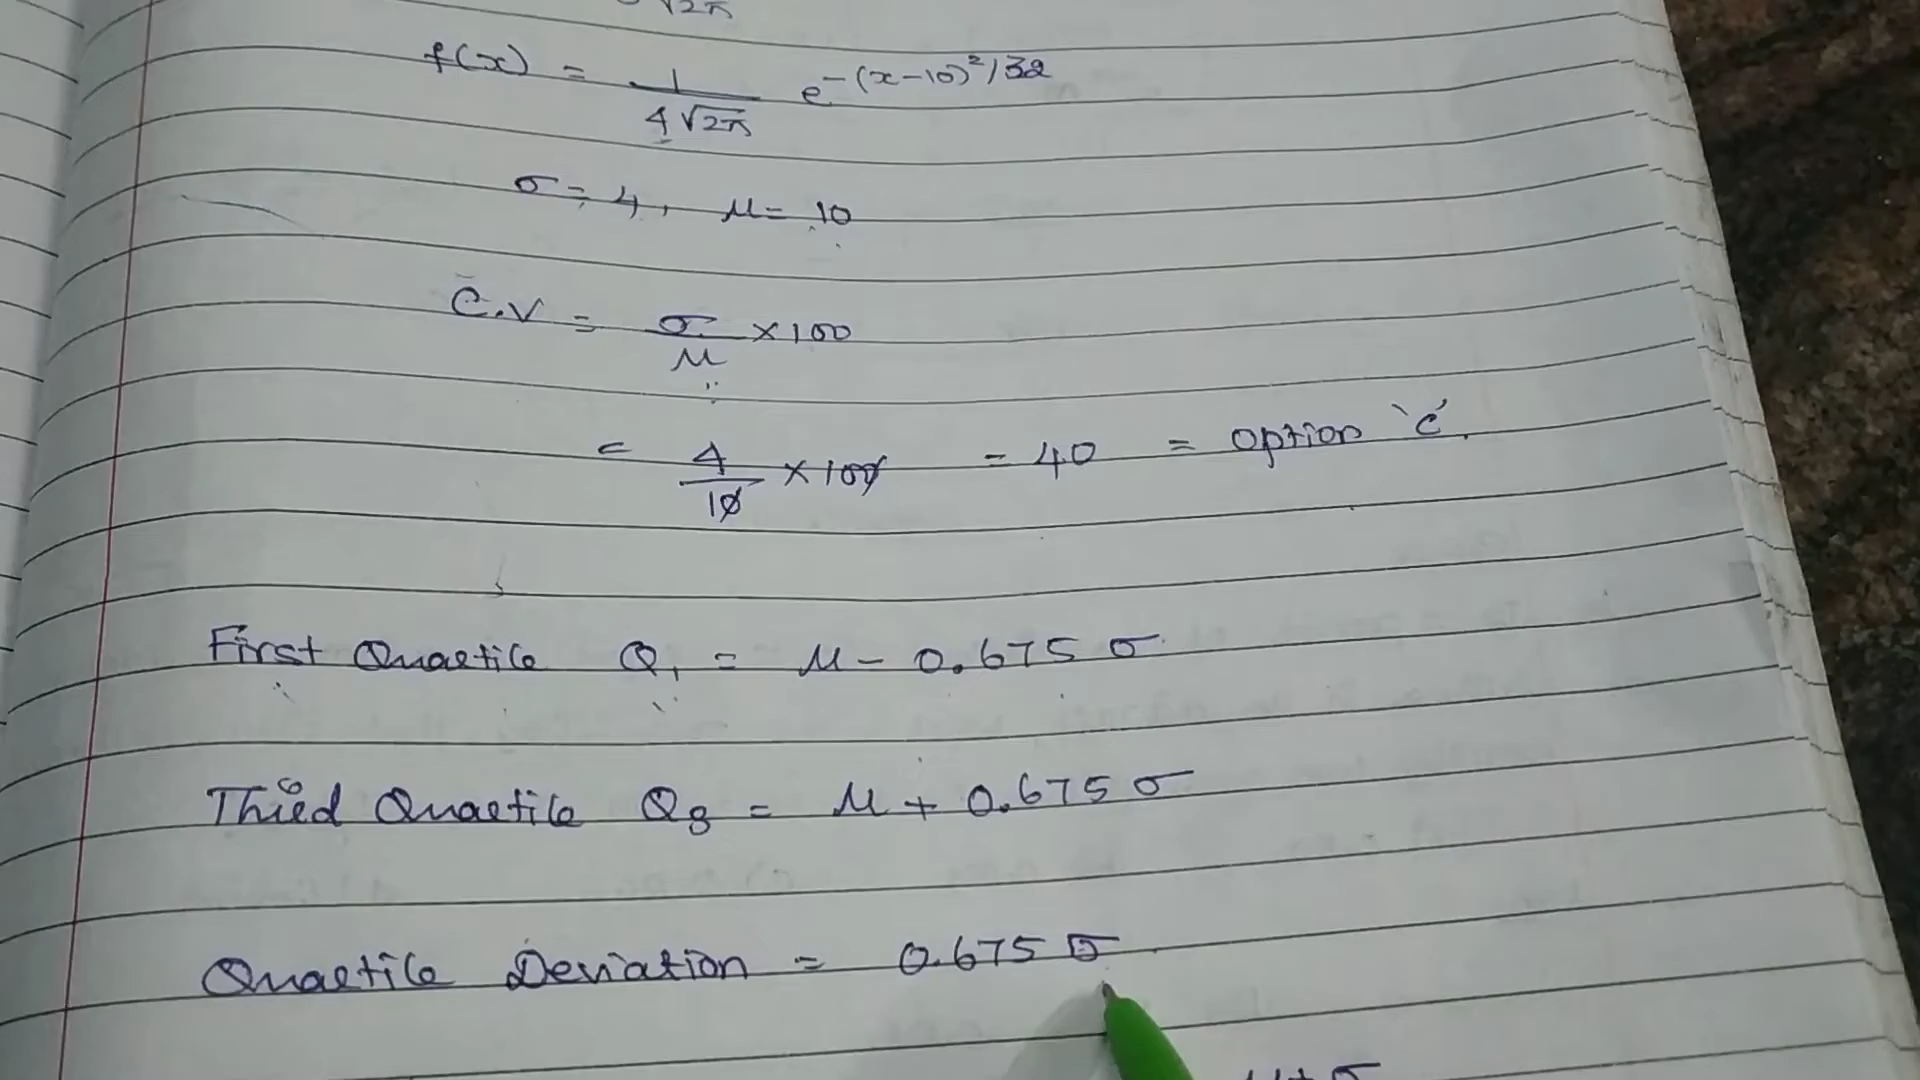 √2π
f(x) = 1/4√2π e^-(x-10)²/32
σ = 4, μ = 10
C.V = σ/μ ×100
= 4/10 ×100 = 40 = option 'c'.
First Quartile Q₁ = μ - 0.675 σ
Third Quartile Q₃ = μ + 0.675 σ
Quartile Deviation = 0.675 σ
μ+σ